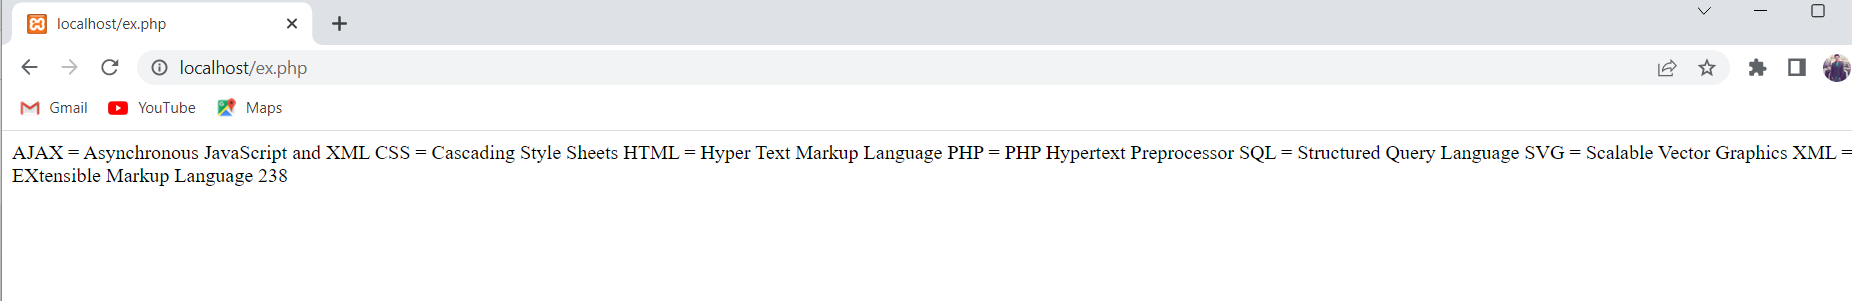 localhost/ex.php
localhost/ex.php
Gmail YouTube Maps
AJAX = Asynchronous JavaScript and XML CSS = Cascading Style Sheets HTML = Hyper Text Markup Language PHP = PHP Hypertext Preprocessor SQL = Structured Query Language SVG = Scalable Vector Graphics XML =
EXtensible Markup Language 238